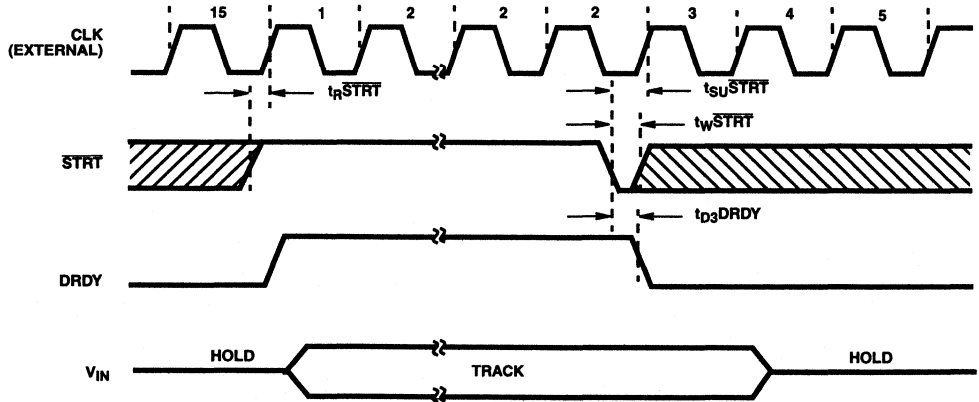 15 1 2 2 2 3 4 5
CLK
(EXTERNAL)
tRSTRT
tSUSTRT
tWSTRT
STRT
tD3DRDY
DRDY
HOLD
TRACK
HOLD
VIN